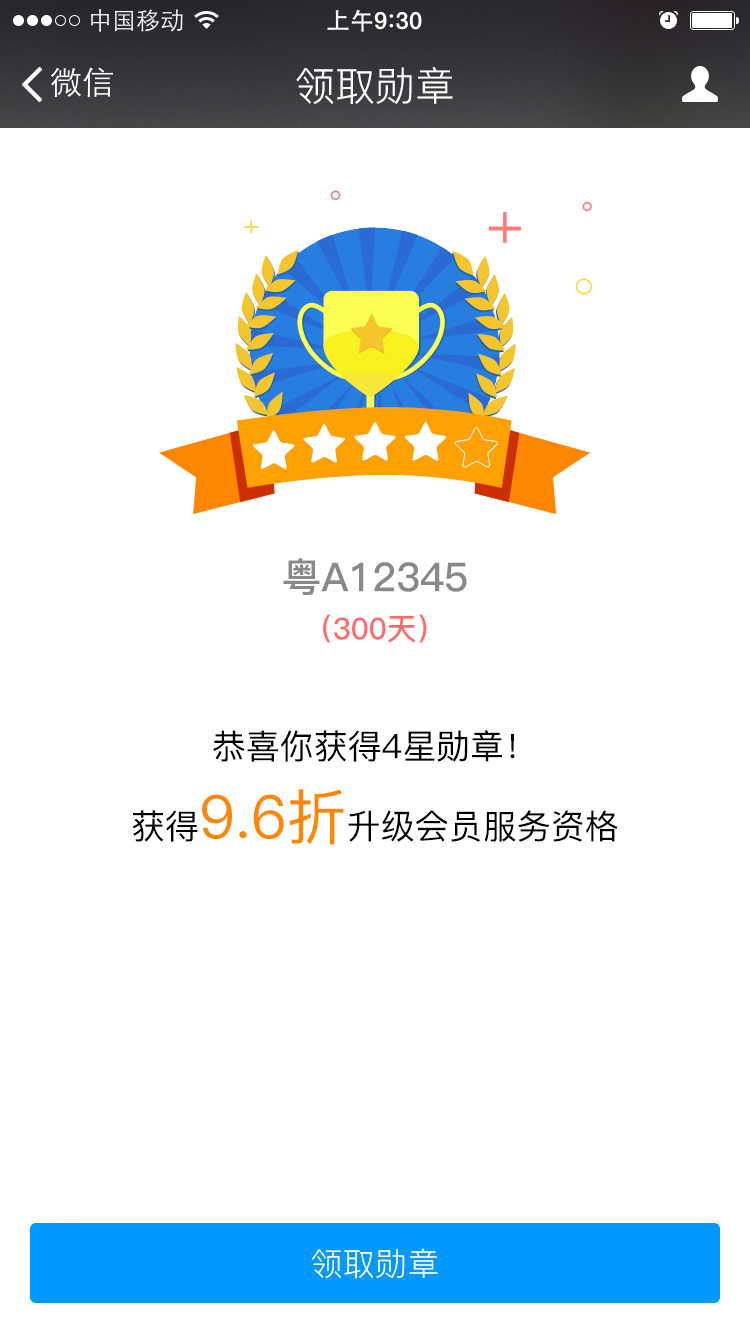 中国移动 上午9:30
微信 领取勋章
粤A12345
(300天)
恭喜你获得4星勋章！
获得9.6折升级会员服务资格
领取勋章